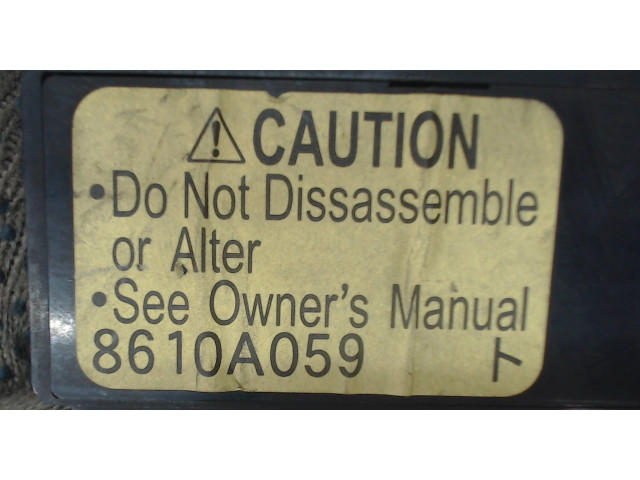 ⚠ CAUTION
•Do Not Dissassemble
or Alter
•See Owner's Manual
8610A059